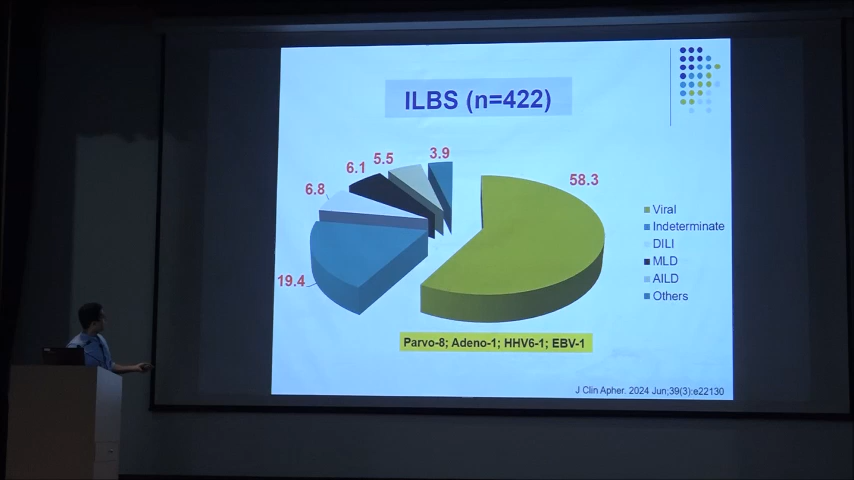 ILBS (n=422)
3.9
5.5
6.1
6.8
58.3
19.4
Viral
Indeterminate
DILI
MLD
AILD
Others
Parvo-8; Adeno-1; HHV6-1; EBV-1
J Clin Apher. 2024 Jun;39(3):e22130